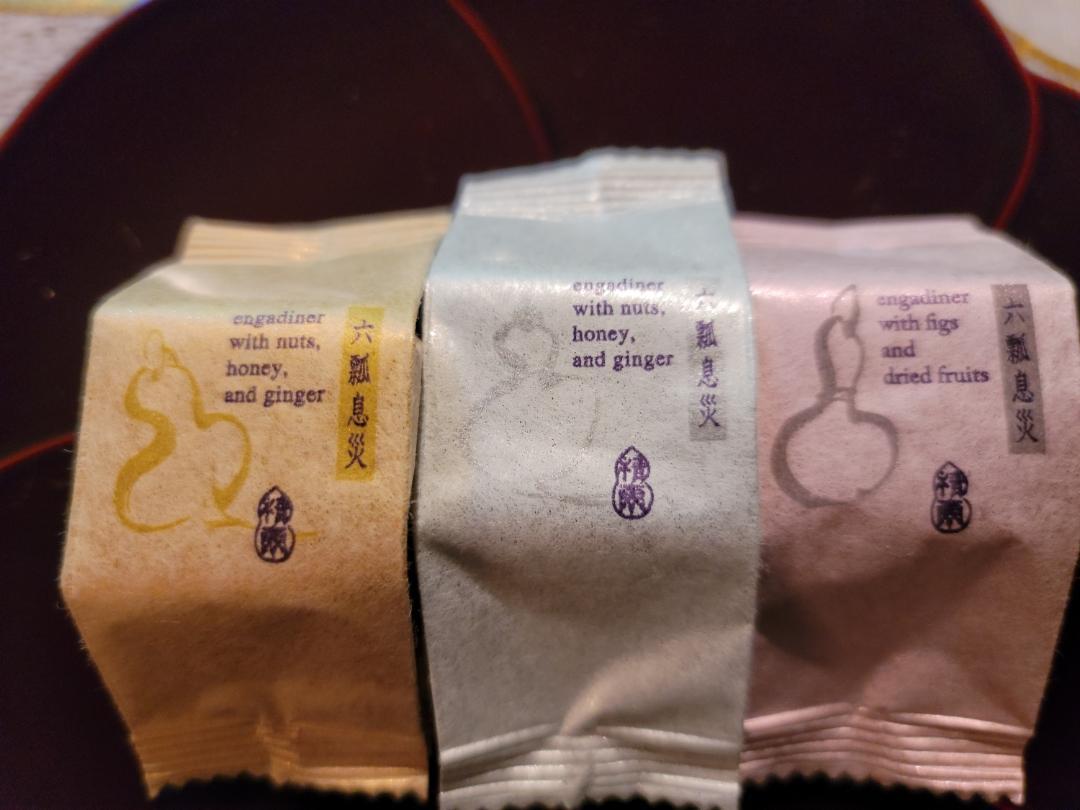 engadiner
with nuts,
honey,
and ginger
六瓢息災
engadiner
with nuts,
honey,
and ginger
六瓢息災
engadiner
with figs
and
dried fruits
六瓢息災